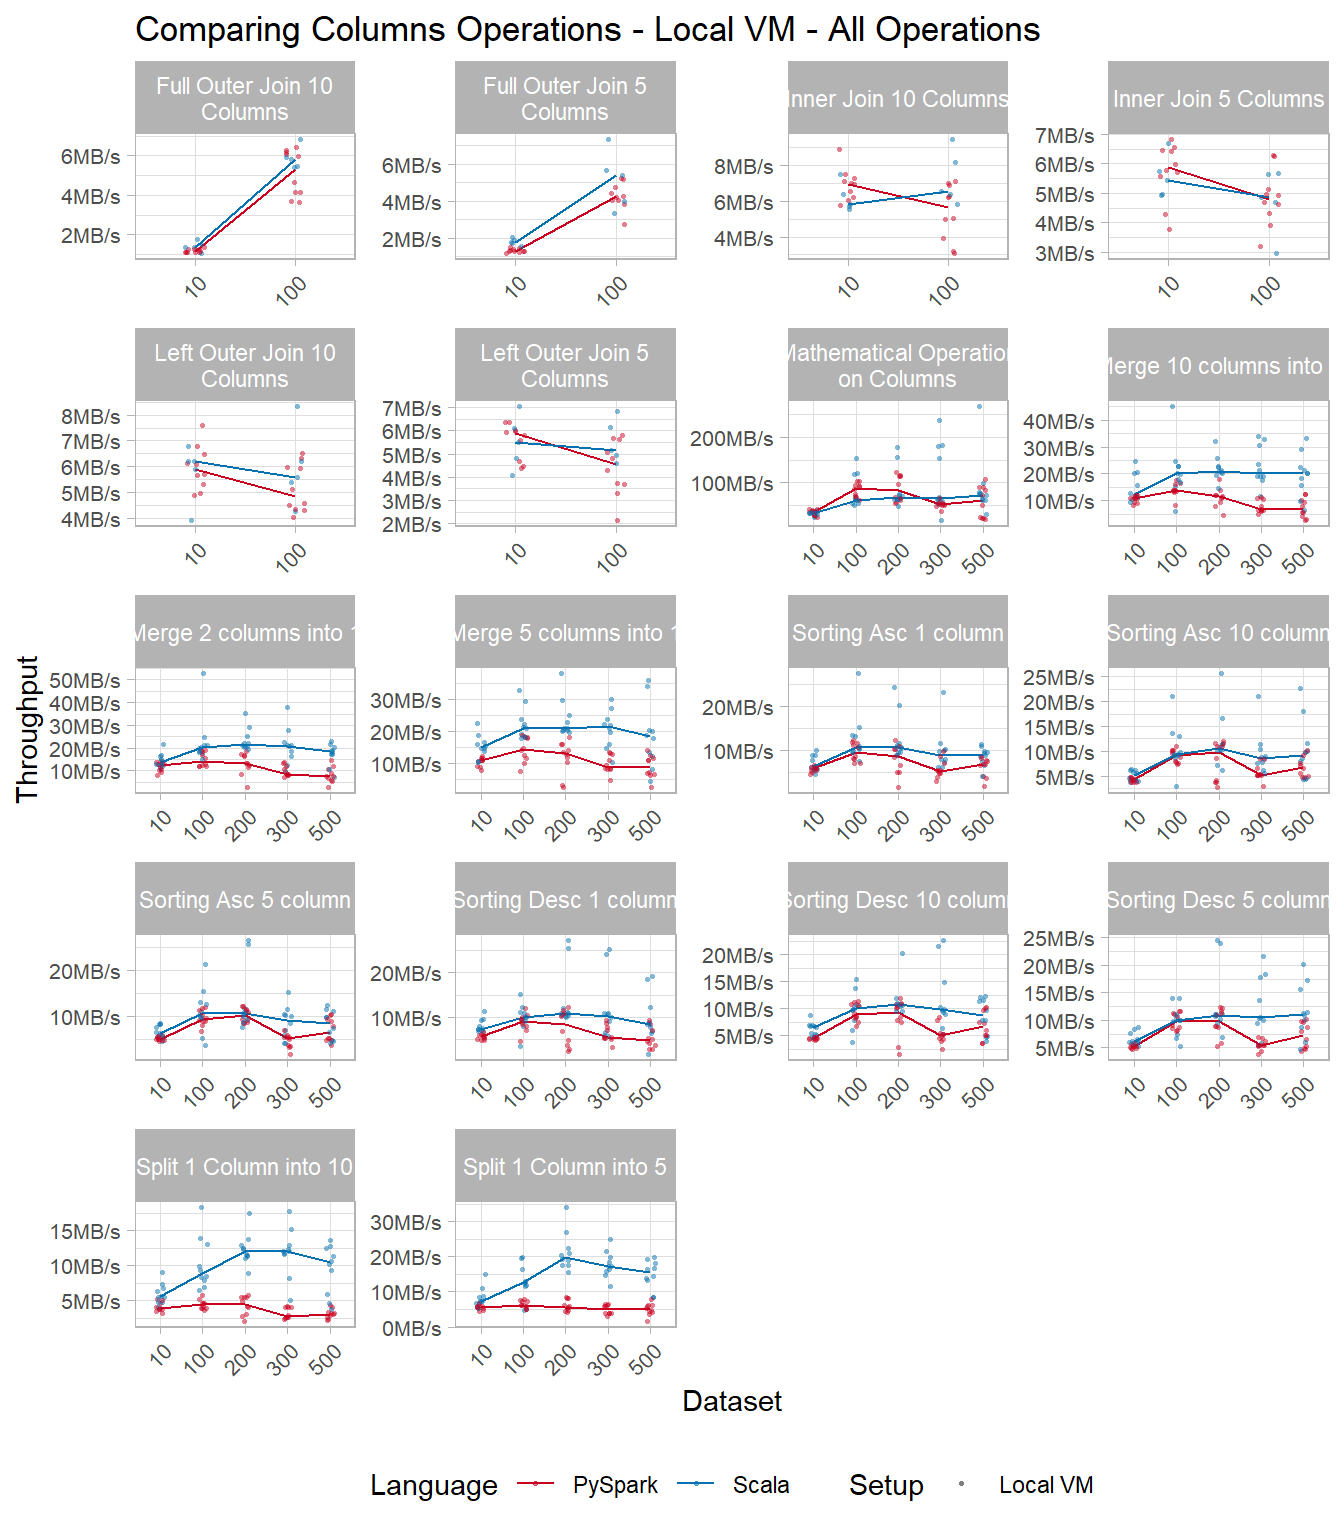 Comparing Columns Operations - Local VM - All Operations
Full Outer Join 10
Columns
Full Outer Join 5
Columns
Inner Join 10 Columns
Inner Join 5 Columns
6MB/s
4MB/s
2MB/s
10
100
6MB/s
4MB/s
2MB/s
10
100
8MB/s
6MB/s
4MB/s
10
100
7MB/s
6MB/s
5MB/s
4MB/s
3MB/s
10
100
Left Outer Join 10
Columns
Left Outer Join 5
Columns
Mathematical Operation
on Columns
Merge 10 columns into
8MB/s
7MB/s
6MB/s
5MB/s
4MB/s
10
100
7MB/s
6MB/s
5MB/s
4MB/s
3MB/s
2MB/s
10
100
200MB/s
100MB/s
10
100
200
300
500
40MB/s
30MB/s
20MB/s
10MB/s
10
100
200
300
500
Merge 2 columns into 1
Merge 5 columns into 1
Sorting Asc 1 column
Sorting Asc 10 column
50MB/s
40MB/s
30MB/s
20MB/s
10MB/s
10
100
200
300
500
30MB/s
20MB/s
10MB/s
10
100
200
300
500
20MB/s
10MB/s
10
100
200
300
500
25MB/s
20MB/s
15MB/s
10MB/s
5MB/s
10
100
200
300
500
Throughput
Sorting Asc 5 column
Sorting Desc 1 column
Sorting Desc 10 column
Sorting Desc 5 column
20MB/s
10MB/s
10
100
200
300
500
20MB/s
10MB/s
10
100
200
300
500
20MB/s
15MB/s
10MB/s
5MB/s
10
100
200
300
500
25MB/s
20MB/s
15MB/s
10MB/s
5MB/s
10
100
200
300
500
Split 1 Column into 10
Split 1 Column into 5
15MB/s
10MB/s
5MB/s
10
100
200
300
500
30MB/s
20MB/s
10MB/s
0MB/s
10
100
200
300
500
Dataset
Language PySpark Scala Setup Local VM